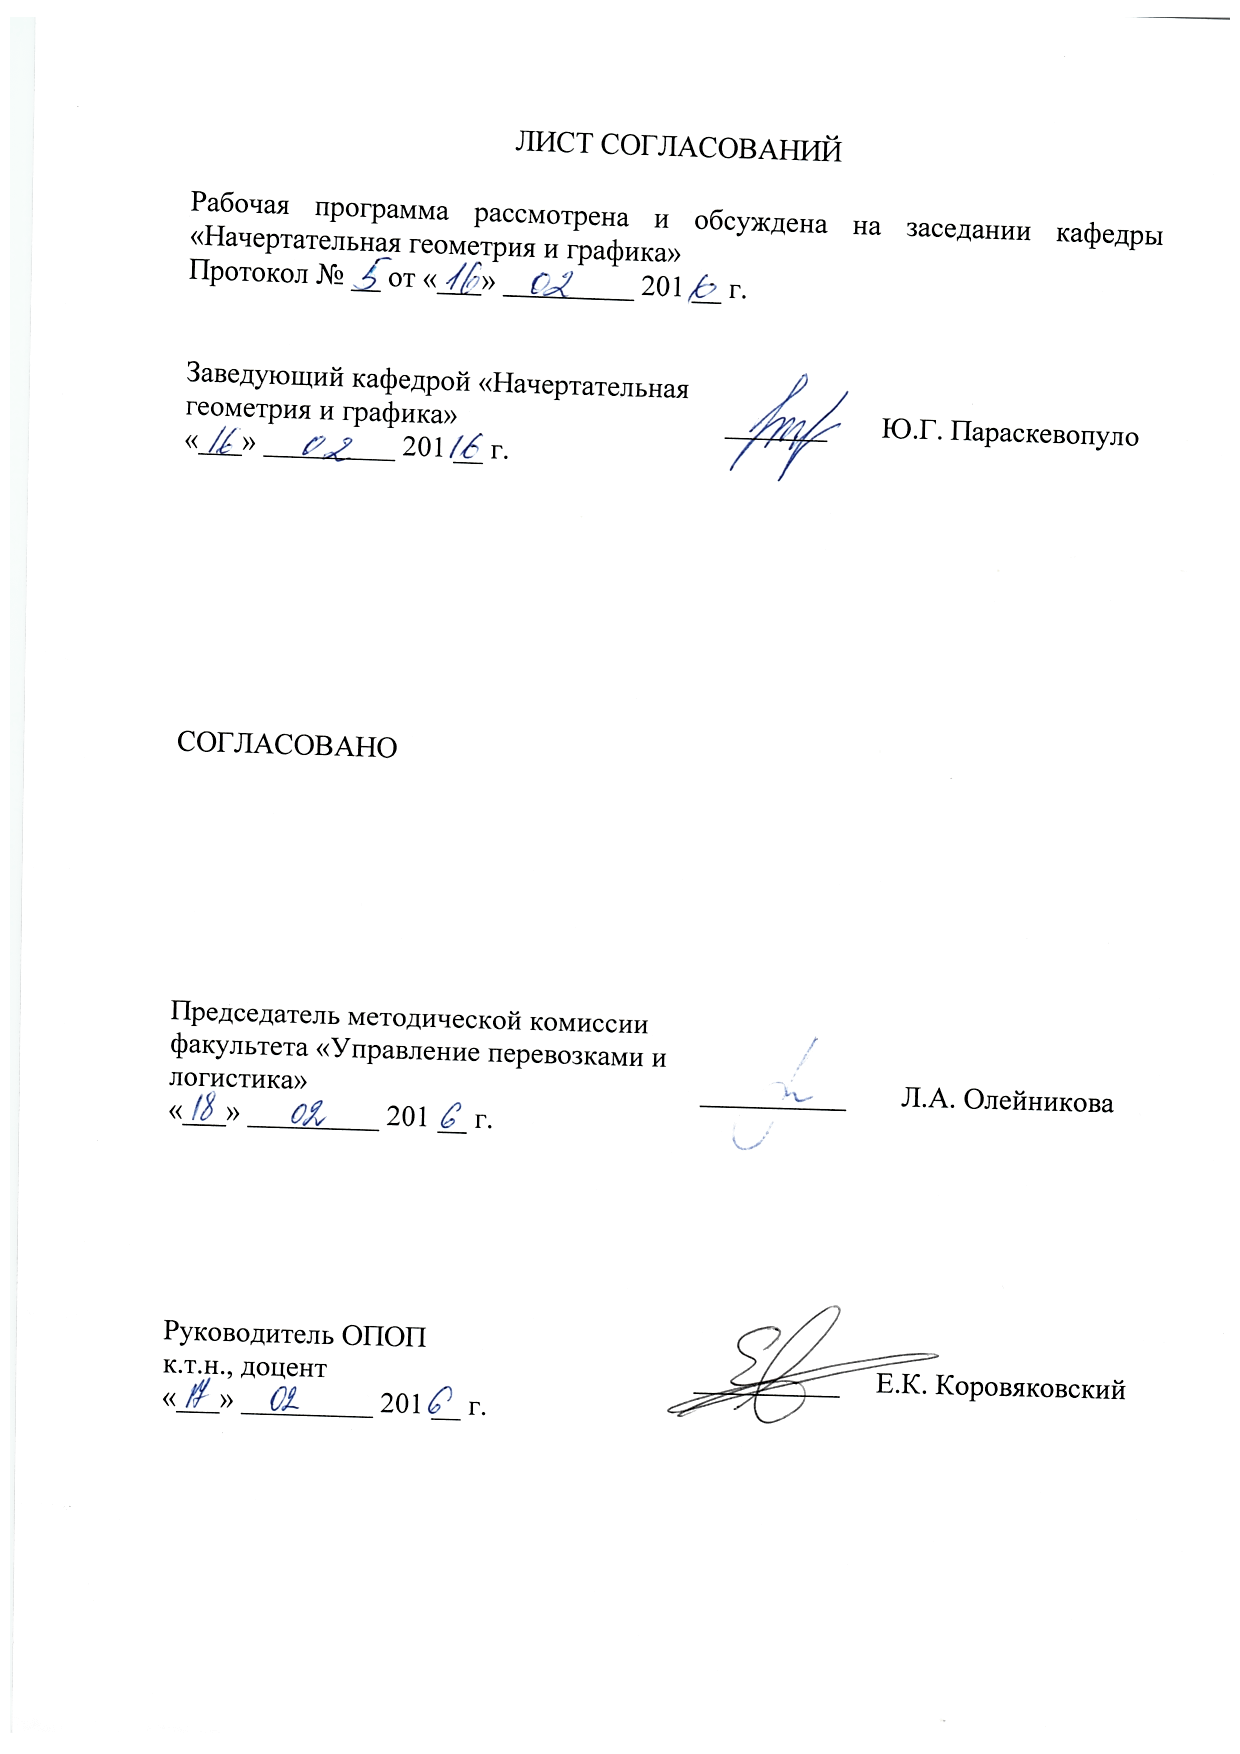 ЛИСТ СОГЛАСОВАНИЙ
Рабочая программа рассмотрена и обсуждена на заседании кафедры
«Начертательная геометрия и графика»
Протокол № 5 от «16» 02 2016 г.
Заведующий кафедрой «Начертательная
геометрия и графика»
«16» 02 20116 г.
Ю.Г. Параскевопуло
СОГЛАСОВАНО
Председатель методической комиссии
факультета «Управление перевозками и
логистика»
«18» 02 2016 г.
Л.А. Олейникова
Руководитель ОПОП
к.т.н., доцент
«17» 02 2016 г.
Е.К. Коровяковский